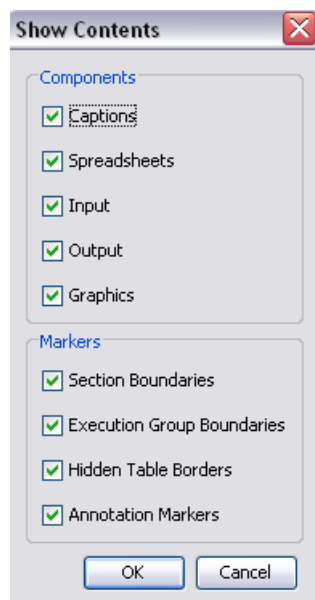 Show Contents
Components
Captions
Spreadsheets
Input
Output
Graphics
Markers
Section Boundaries
Execution Group Boundaries
Hidden Table Borders
Annotation Markers
OK Cancel